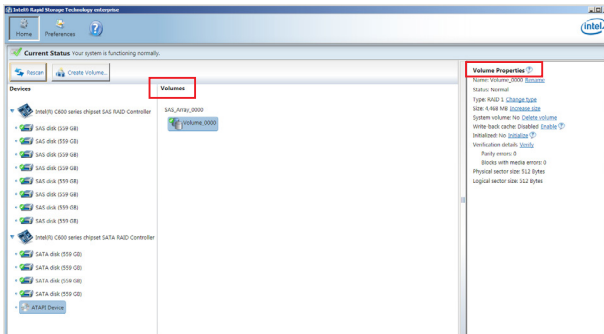 Intel® Rapid Storage Technology enterprise
Home
Preferences
intel
Current Status Your system is functioning normally.
Rescan
Create Volume...
Devices
Intel(R) C600 series chipset SAS RAID Controller
SAS disk (559 GB)
SAS disk (559 GB)
SAS disk (559 GB)
SAS disk (559 GB)
SAS disk (559 GB)
SAS disk (559 GB)
SAS disk (559 GB)
SAS disk (559 GB)
Intel(R) C600 series chipset SATA RAID Controller
SATA disk (559 GB)
SATA disk (559 GB)
SATA disk (559 GB)
SATA disk (559 GB)
ATAPI Device
Volumes
SAS_Array_0000
Volume_0000
Volume Properties ?
Name: Volume_0000 Rename
Status: Normal
Type: RAID 1 Change type
Size: 4,468 MB Increase size
System volume: No Delete volume
Write-back cache: Disabled Enable ?
Initialized: No Initialize ?
Verification details Verify
Parity errors: 0
Blocks with media errors: 0
Physical sector size: 512 Bytes
Logical sector size: 512 Bytes